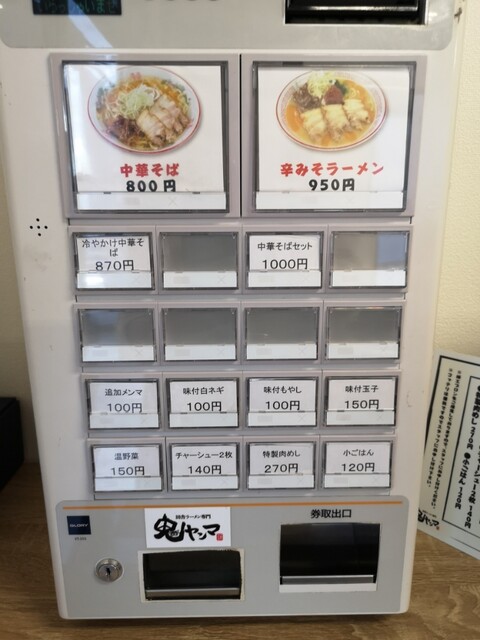 中華そば
800円
辛みそラーメン
950円
冷やかけ中華そ
ば
870円
中華そばセット
1000円
追加メンマ
100円
味付白ネギ
100円
味付もやし
100円
味付玉子
150円
温野菜
150円
チャーシュー2枚
140円
特製肉めし
270円
小ごはん
120円
GLORY
鬼ヤンマ
券取出口